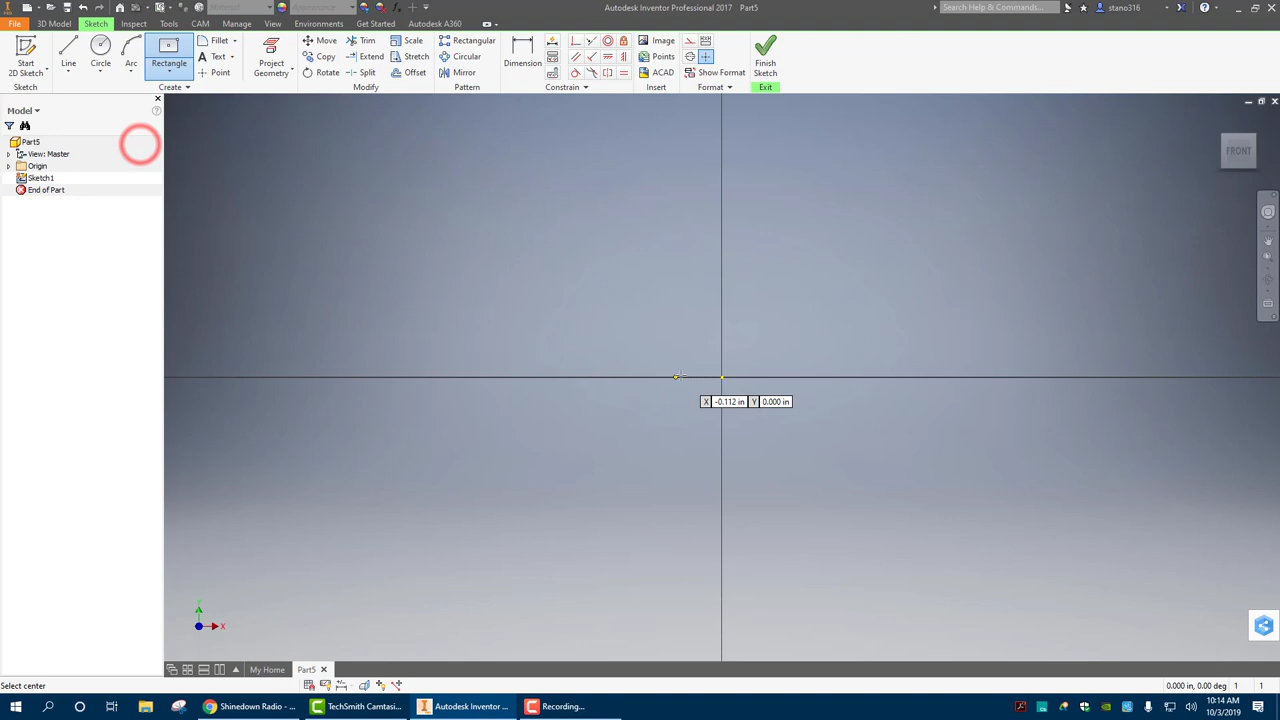 Material
Appearance
Autodesk Inventor Professional 2017 Part5
Search Help & Commands...
stano316
File
3D Model
Sketch
Inspect
Tools
CAM
Manage
View
Environments
Get Started
Autodesk A360
Start
2D Sketch
Line
Circle
Arc
Rectangle
Fillet
Text
Point
Project
Geometry
Move
Copy
Rotate
Trim
Extend
Split
Scale
Stretch
Offset
Rectangular
Circular
Mirror
Dimension
Image
Points
ACAD
Show Format
Finish
Sketch
Sketch
Create
Modify
Pattern
Constrain
Insert
Format
Exit
Model
Part5
View: Master
Origin
Sketch1
End of Part
FRONT
X -0.112 in Y 0.000 in
Y
X
My Home
Part5
Select center
0.000 in, 0.00 deg 1 1
Shinedown Radio - ...
TechSmith Camtasi...
Autodesk Inventor ...
Recording...
10:14 AM
10/3/2019